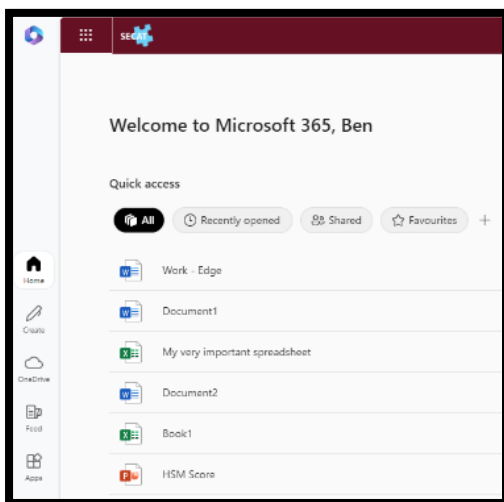 SECAT
Welcome to Microsoft 365, Ben
Quick access
All Recently opened Shared Favourites
Work - Edge
Home
Document1
Create
My very important spreadsheet
OneDrive
Document2
Feed
Book1
Apps
HSM Score